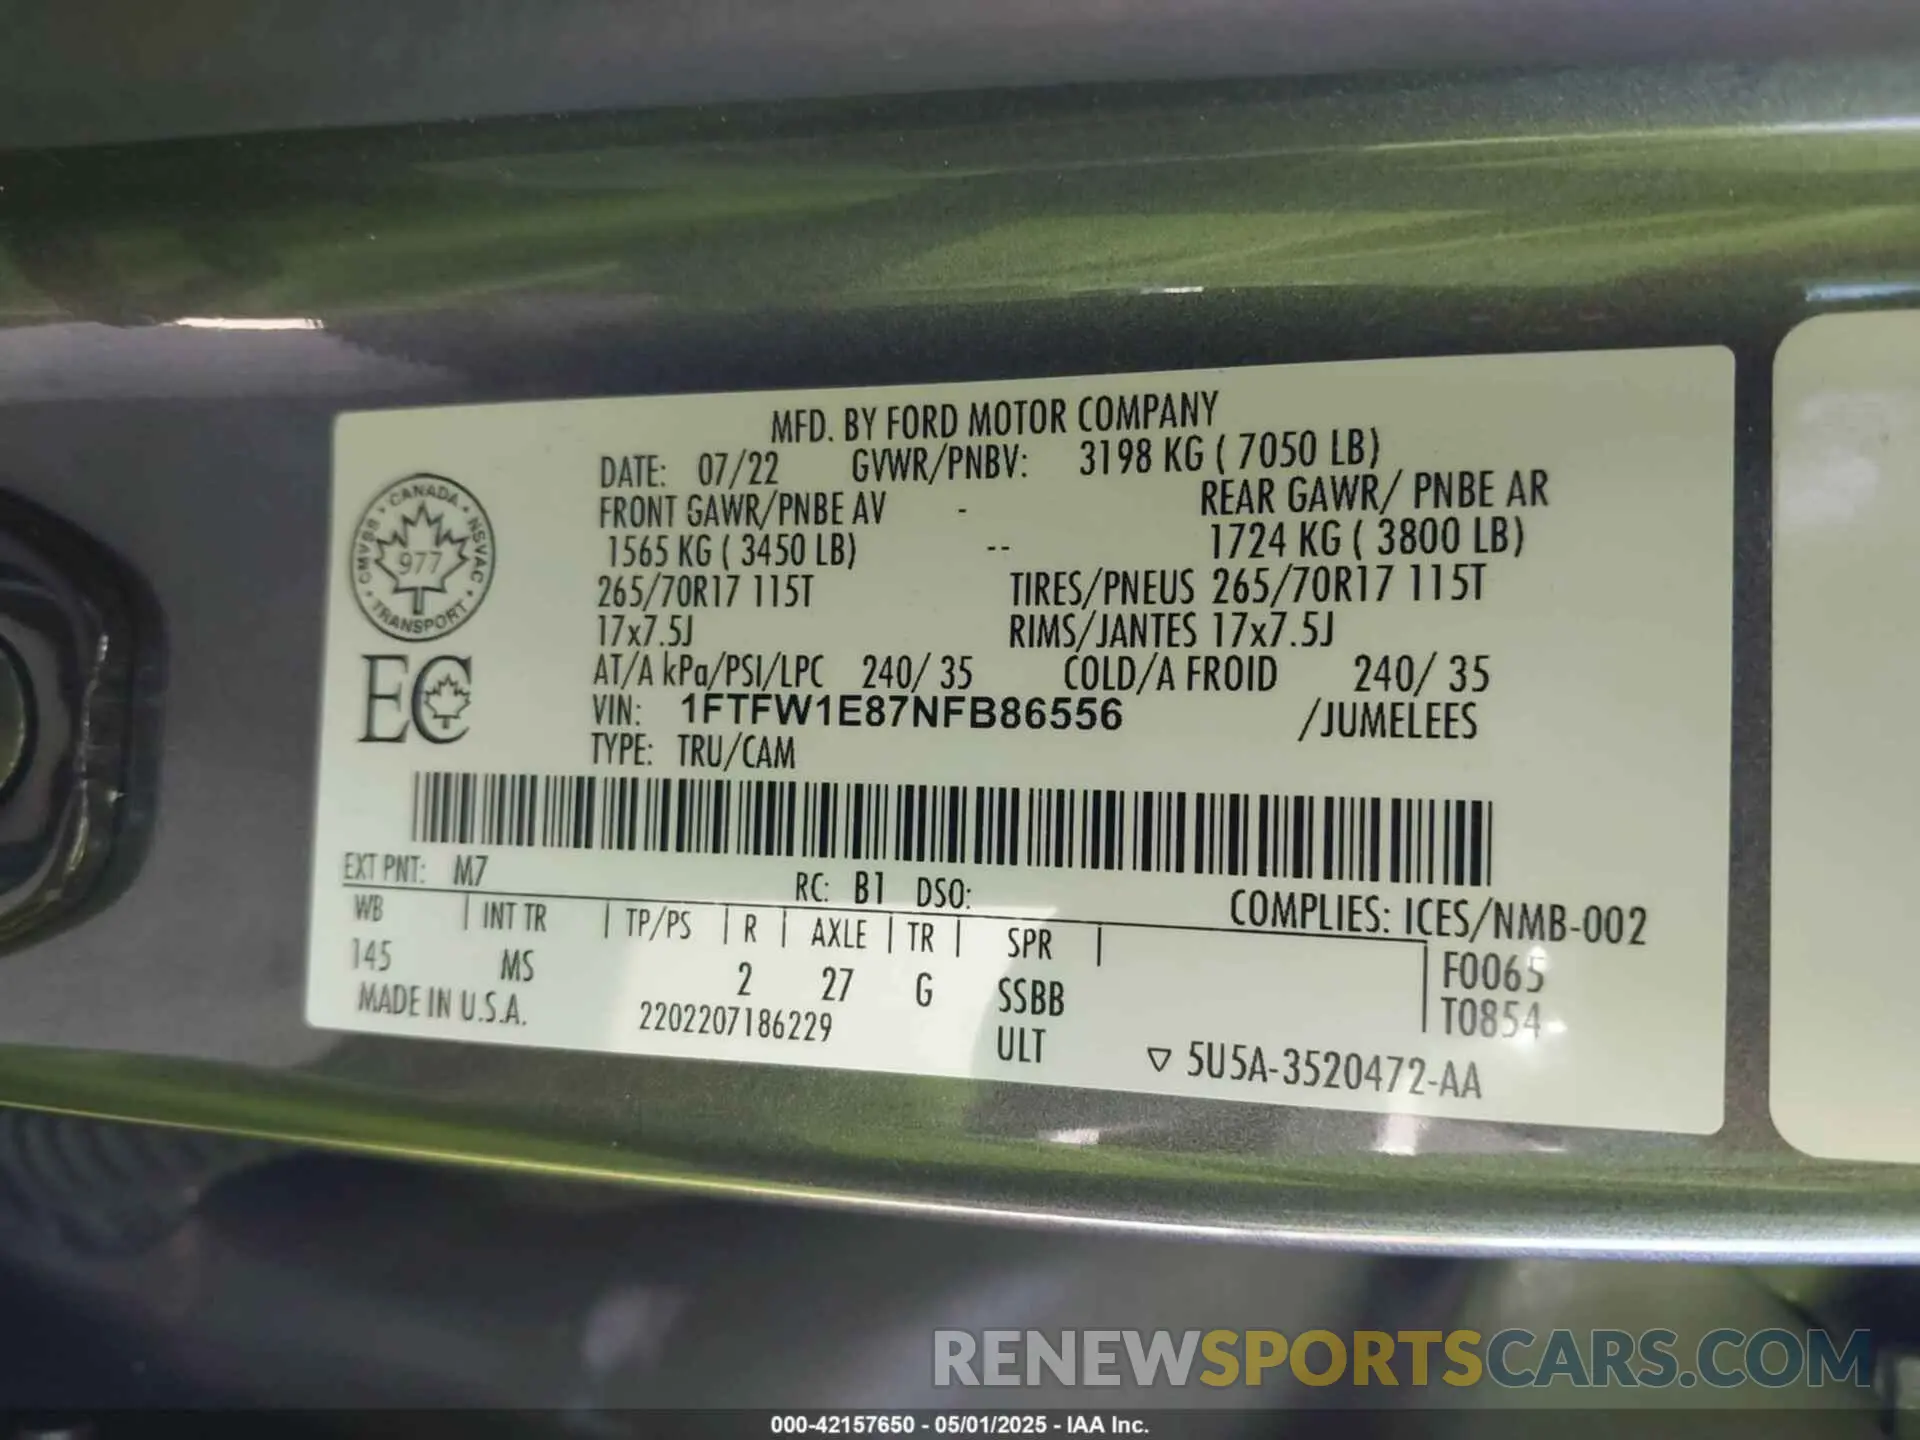 MFD. BY FORD MOTOR COMPANY
DATE: 07/22 GVWR/PNBV: 3198 KG ( 7050 LB)
FRONT GAWR/PNBE AV - REAR GAWR/ PNBE AR
1565 KG ( 3450 LB) -- 1724 KG ( 3800 LB)
265/70R17 115T TIRES/PNEUS 265/70R17 115T
17x7.5J RIMS/JANTES 17x7.5J
AT/A kPa/PSI/LPC 240/ 35 COLD/A FROID 240/ 35
VIN: 1FTFW1E87NFB86556 /JUMELEES
TYPE: TRU/CAM
CANADA
CMVSS NSVAC
977
TRANSPORT
EC
EXT PNT: M7 RC: B1 DSO: COMPLIES: ICES/NMB-002
WB | INT TR | TP/PS | R | AXLE | TR | SPR |
145 MS 2 27 G SSBB F0065
MADE IN U.S.A. 2202207186229 ULT T0854
▽ 5U5A-3520472-AA
RENEWSPORTSCARS.COM
000-42157650 - 05/01/2025 - IAA Inc.